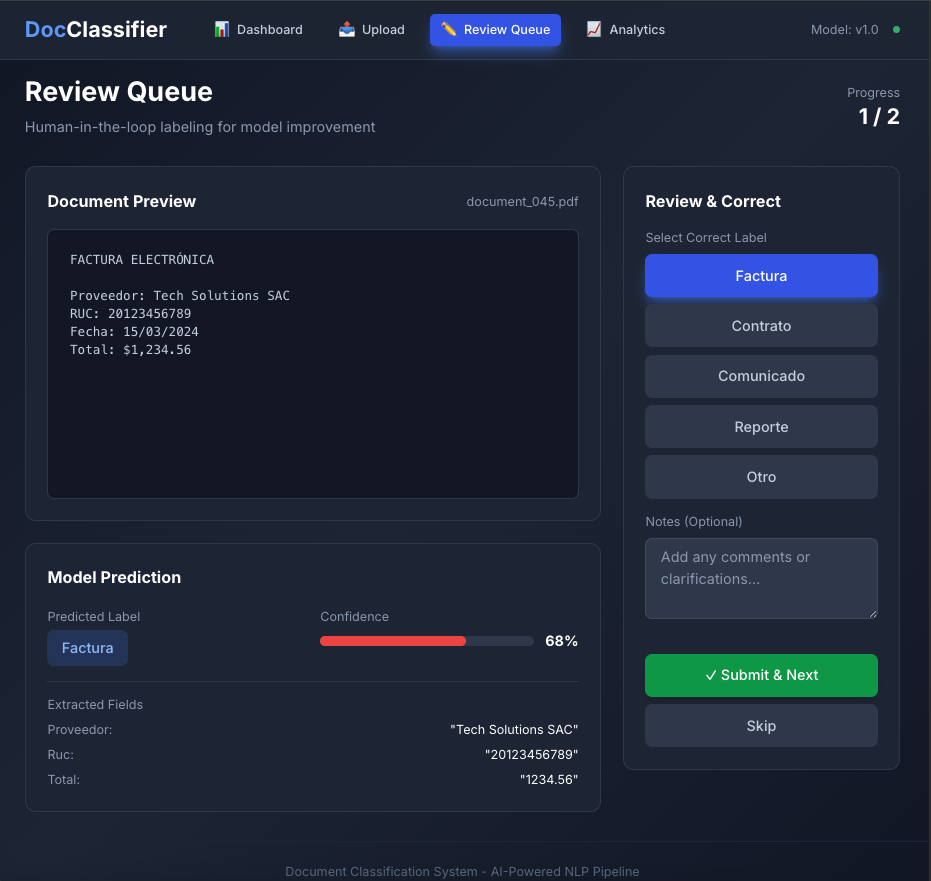 DocClassifier
📊 Dashboard
📤 Upload
✏️ Review Queue
📈 Analytics
Model: v1.0
Review Queue
Human-in-the-loop labeling for model improvement
Progress
1 / 2
Document Preview
document_045.pdf
FACTURA ELECTRÓNICA
Proveedor: Tech Solutions SAC
RUC: 20123456789
Fecha: 15/03/2024
Total: $1,234.56
Model Prediction
Predicted Label
Factura
Confidence
68%
Extracted Fields
Proveedor: "Tech Solutions SAC"
Ruc: "20123456789"
Total: "1234.56"
Review & Correct
Select Correct Label
Factura
Contrato
Comunicado
Reporte
Otro
Notes (Optional)
Add any comments or
clarifications...
✓ Submit & Next
Skip
Document Classification System - AI-Powered NLP Pipeline